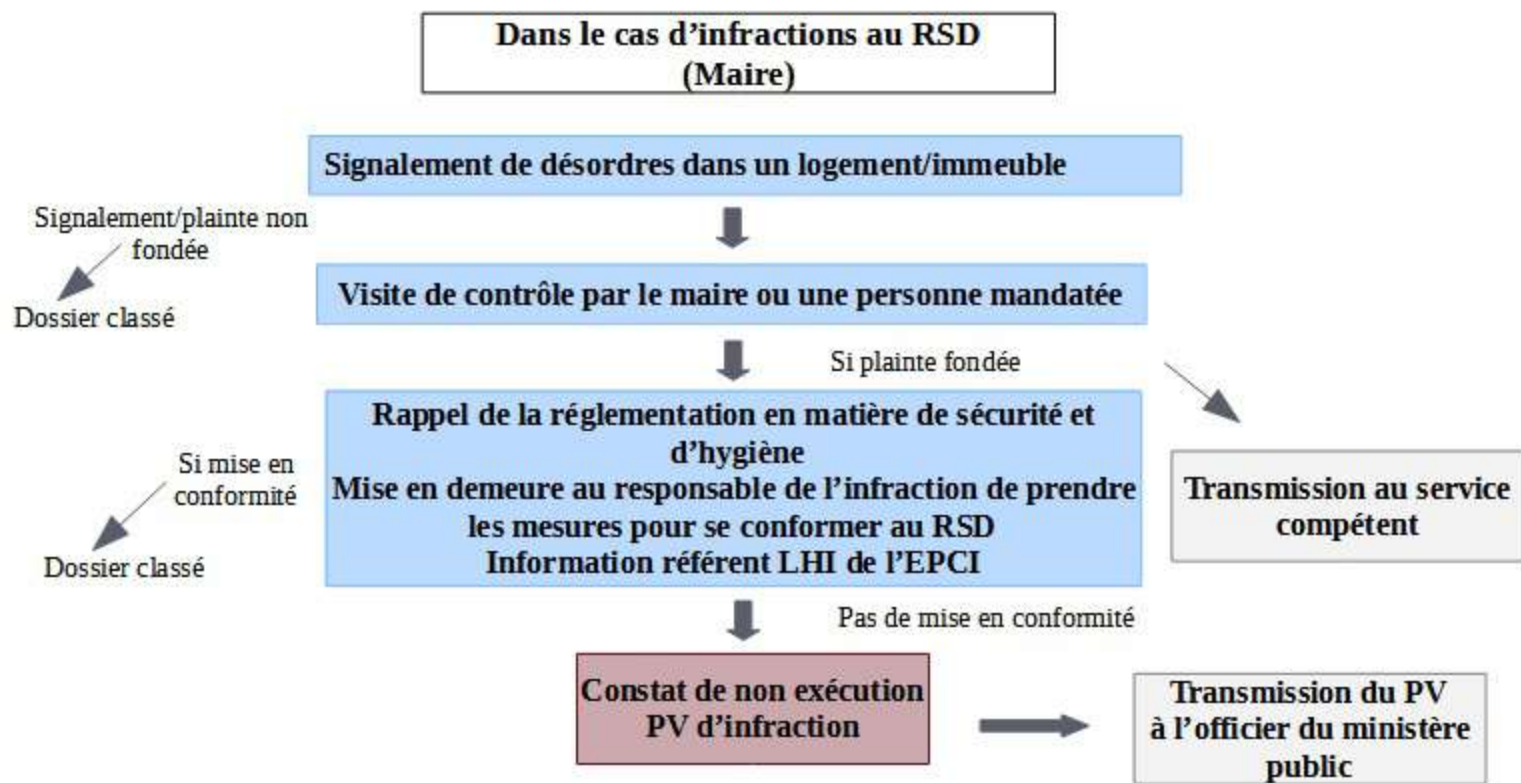 Dans le cas d’infractions au RSD
(Maire)
Signalement de désordres dans un logement/immeuble
Signalement/plainte non
fondée
Dossier classé
Visite de contrôle par le maire ou une personne mandatée
Si plainte fondée
Rappel de la réglementation en matière de sécurité et
d’hygiène
Mise en demeure au responsable de l’infraction de prendre
les mesures pour se conformer au RSD
Information référent LHI de l’EPCI
Si mise en
conformité
Dossier classé
Transmission au service
compétent
Pas de mise en conformité
Constat de non exécution
PV d’infraction
Transmission du PV
à l’officier du ministère
public